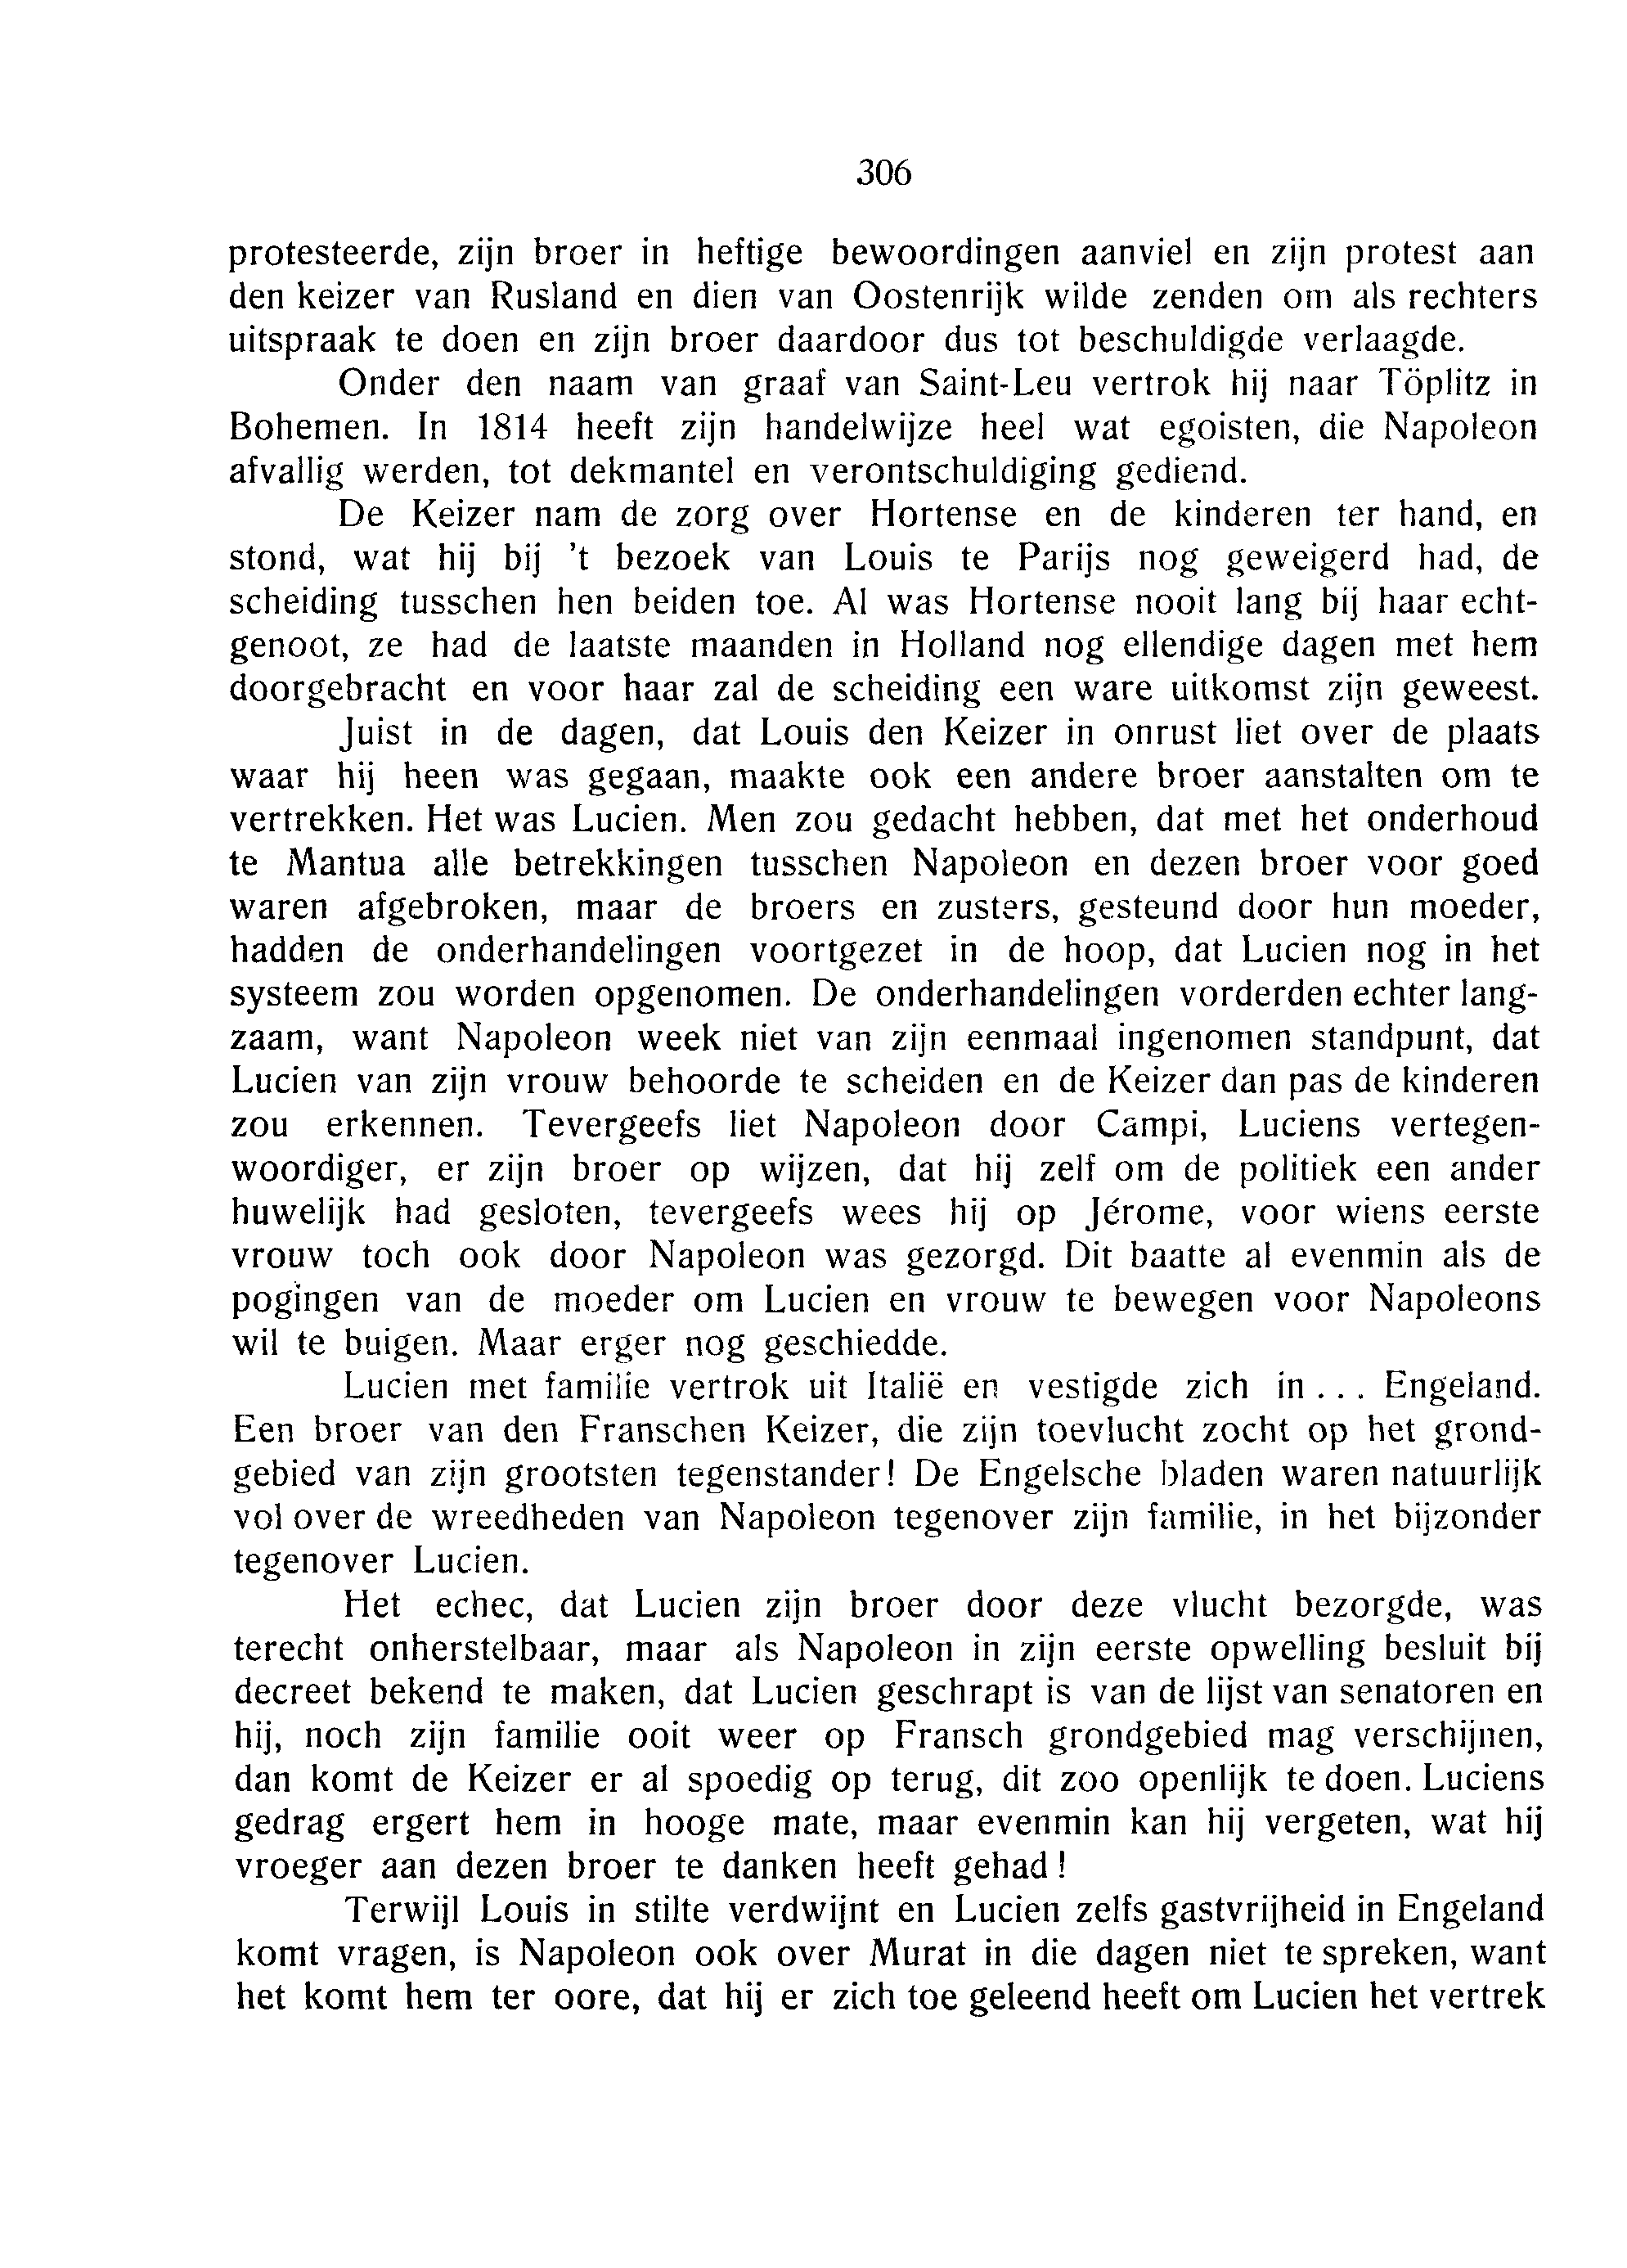 306
protesteerde, zijn broer in heftige bewoordingen aanviel en zijn protest aan
den keizer van Rusland en dien van Oostenrijk wilde zenden om als rechters
uitspraak te doen en zijn broer daardoor dus tot beschuldigde verlaagde.
Onder den naam van graaf van Saint-Leu vertrok hij naar Töplitz in
Bohemen. In 1814 heeft zijn handelwijze heel wat egoisten, die Napoleon
afvallig werden, tot dekmantel en verontschuldiging gediend.
De Keizer nam de zorg over Hortense en de kinderen ter hand, en
stond, wat hij bij 't bezoek van Louis te Parijs nog geweigerd had, de
scheiding tusschen hen beiden toe. Al was Hortense nooit lang bij haar echt-
genoot, ze had de laatste maanden in Holland nog ellendige dagen met hem
doorgebracht en voor haar zal de scheiding een ware uitkomst zijn geweest.
Juist in de dagen, dat Louis den Keizer in onrust liet over de plaats
waar hij heen was gegaan, maakte ook een andere broer aanstalten om te
vertrekken. Het was Lucien. Men zou gedacht hebben, dat met het onderhoud
te Mantua alle betrekkingen tusschen Napoleon en dezen broer voor goed
waren afgebroken, maar de broers en zusters, gesteund door hun moeder,
hadden de onderhandelingen voortgezet in de hoop, dat Lucien nog in het
systeem zou worden opgenomen. De onderhandelingen vorderden echter lang-
zaam, want Napoleon week niet van zijn eenmaal ingenomen standpunt, dat
Lucien van zijn vrouw behoorde te scheiden en de Keizer dan pas de kinderen
zou erkennen. Tevergeefs liet Napoleon door Campi, Luciens vertegen-
woordiger, er zijn broer op wijzen, dat hij zelf om de politiek een ander
huwelijk had gesloten, tevergeefs wees hij op Jérome, voor wiens eerste
vrouw toch ook door Napoleon was gezorgd. Dit baatte al evenmin als de
pogingen van de moeder om Lucien en vrouw te bewegen voor Napoleons
wil te buigen. Maar erger nog geschiedde.
Lucien met familie vertrok uit Italië en vestigde zich in... Engeland.
Een broer van den Franschen Keizer, die zijn toevlucht zocht op het grond-
gebied van zijn grootsten tegenstander! De Engelsche bladen waren natuurlijk
vol over de wreedheden van Napoleon tegenover zijn familie, in het bijzonder
tegenover Lucien.
Het echec, dat Lucien zijn broer door deze vlucht bezorgde, was
terecht onherstelbaar, maar als Napoleon in zijn eerste opwelling besluit bij
decreet bekend te maken, dat Lucien geschrapt is van de lijst van senatoren en
hij, noch zijn familie ooit weer op Fransch grondgebied mag verschijnen,
dan komt de Keizer er al spoedig op terug, dit zoo openlijk te doen. Luciens
gedrag ergert hem in hooge mate, maar evenmin kan hij vergeten, wat hij
vroeger aan dezen broer te danken heeft gehad!
Terwijl Louis in stilte verdwijnt en Lucien zelfs gastvrijheid in Engeland
komt vragen, is Napoleon ook over Murat in die dagen niet te spreken, want
het komt hem ter oore, dat hij er zich toe geleend heeft om Lucien het vertrek